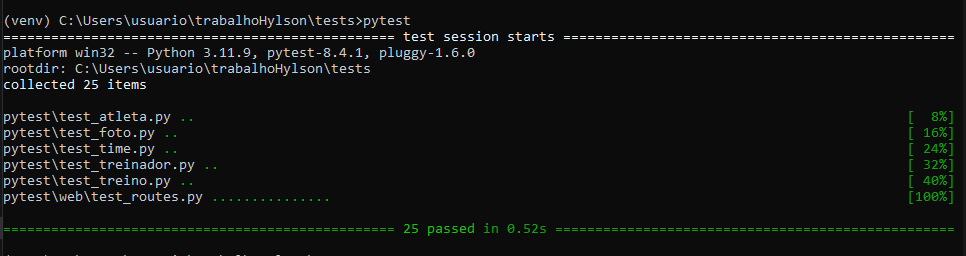 (venv) C:\Users\usuario\trabalhoHylson\tests>pytest
================================================= test session starts =================================================
platform win32 -- Python 3.11.9, pytest-8.4.1, pluggy-1.6.0
rootdir: C:\Users\usuario\trabalhoHylson\tests
collected 25 items
pytest\test_atleta.py .. [  8%]
pytest\test_foto.py .. [ 16%]
pytest\test_time.py .. [ 24%]
pytest\test_treinador.py .. [ 32%]
pytest\test_treino.py .. [ 40%]
pytest\web\test_routes.py ............... [100%]
================================================= 25 passed in 0.52s ==================================================